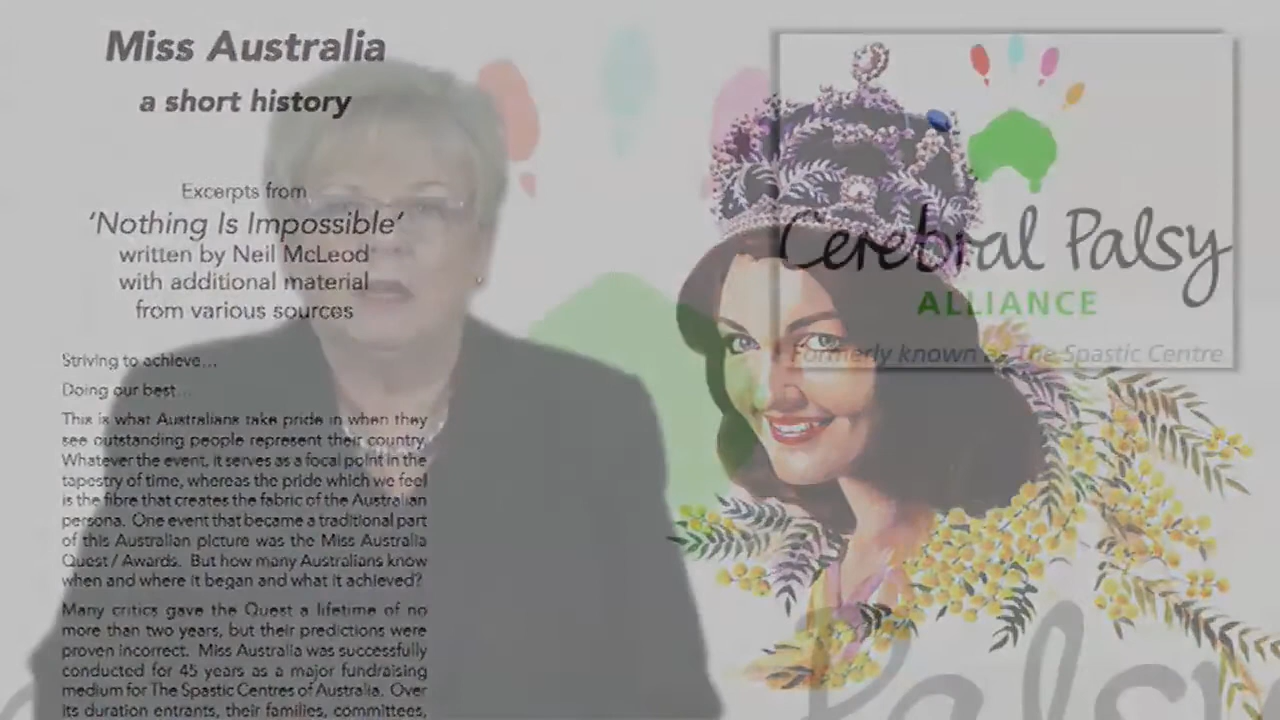 Miss Australia
a short history
Excerpts from
'Nothing Is Impossible'
written by Neil McLeod
with additional material
from various sources
Striving to achieve...
Doing our best...
This is what Australians take pride in when they
see outstanding people represent their country.
Whatever the event, it serves as a focal point in the
tapestry of time, whereas the pride which we feel
is the fibre that creates the fabric of the Australian
persona. One event that became a traditional part
of this Australian picture was the Miss Australia
Quest / Awards. But how many Australians know
when and where it began and what it achieved?
Many critics gave the Quest a lifetime of no
more than two years, but their predictions were
proven incorrect. Miss Australia was successfully
conducted for 45 years as a major fundraising
medium for The Spastic Centres of Australia. Over
its duration entrants, their families, committees,
Cerebral Palsy
ALLIANCE
Formerly known as The Spastic Centre
Palsy